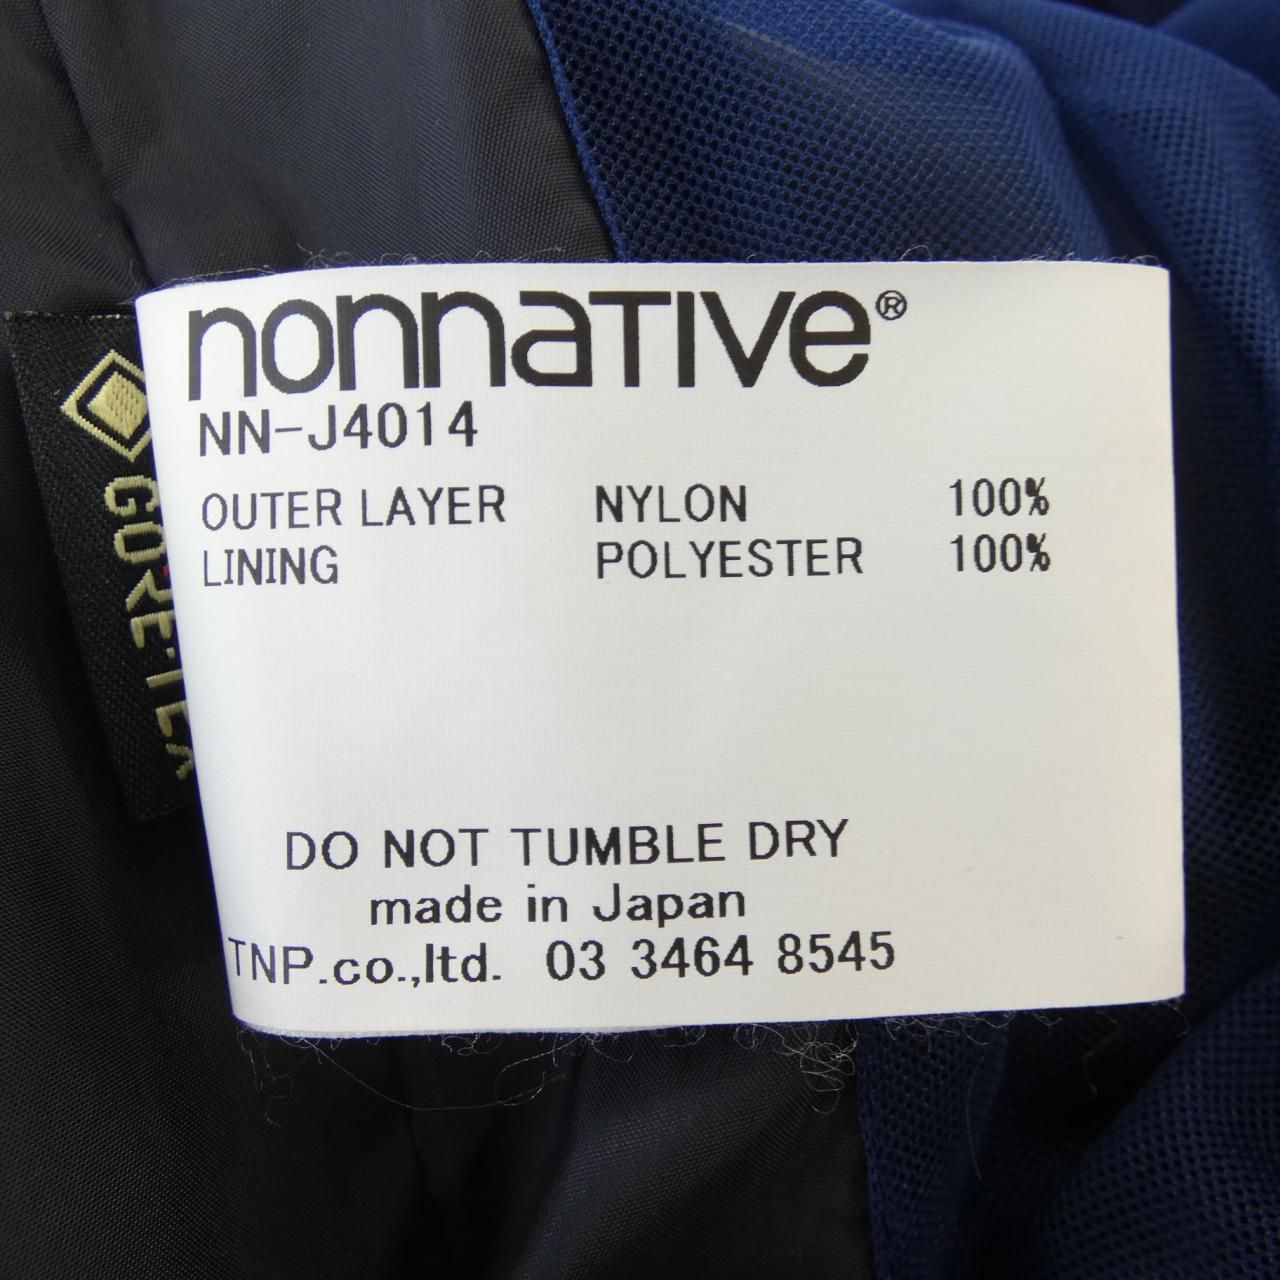 nonnative®
NN-J4014
OUTER LAYER NYLON 100%
LINING POLYESTER 100%
DO NOT TUMBLE DRY
made in Japan
TNP.co.,ltd. 03 3464 8545
GORE-TEX